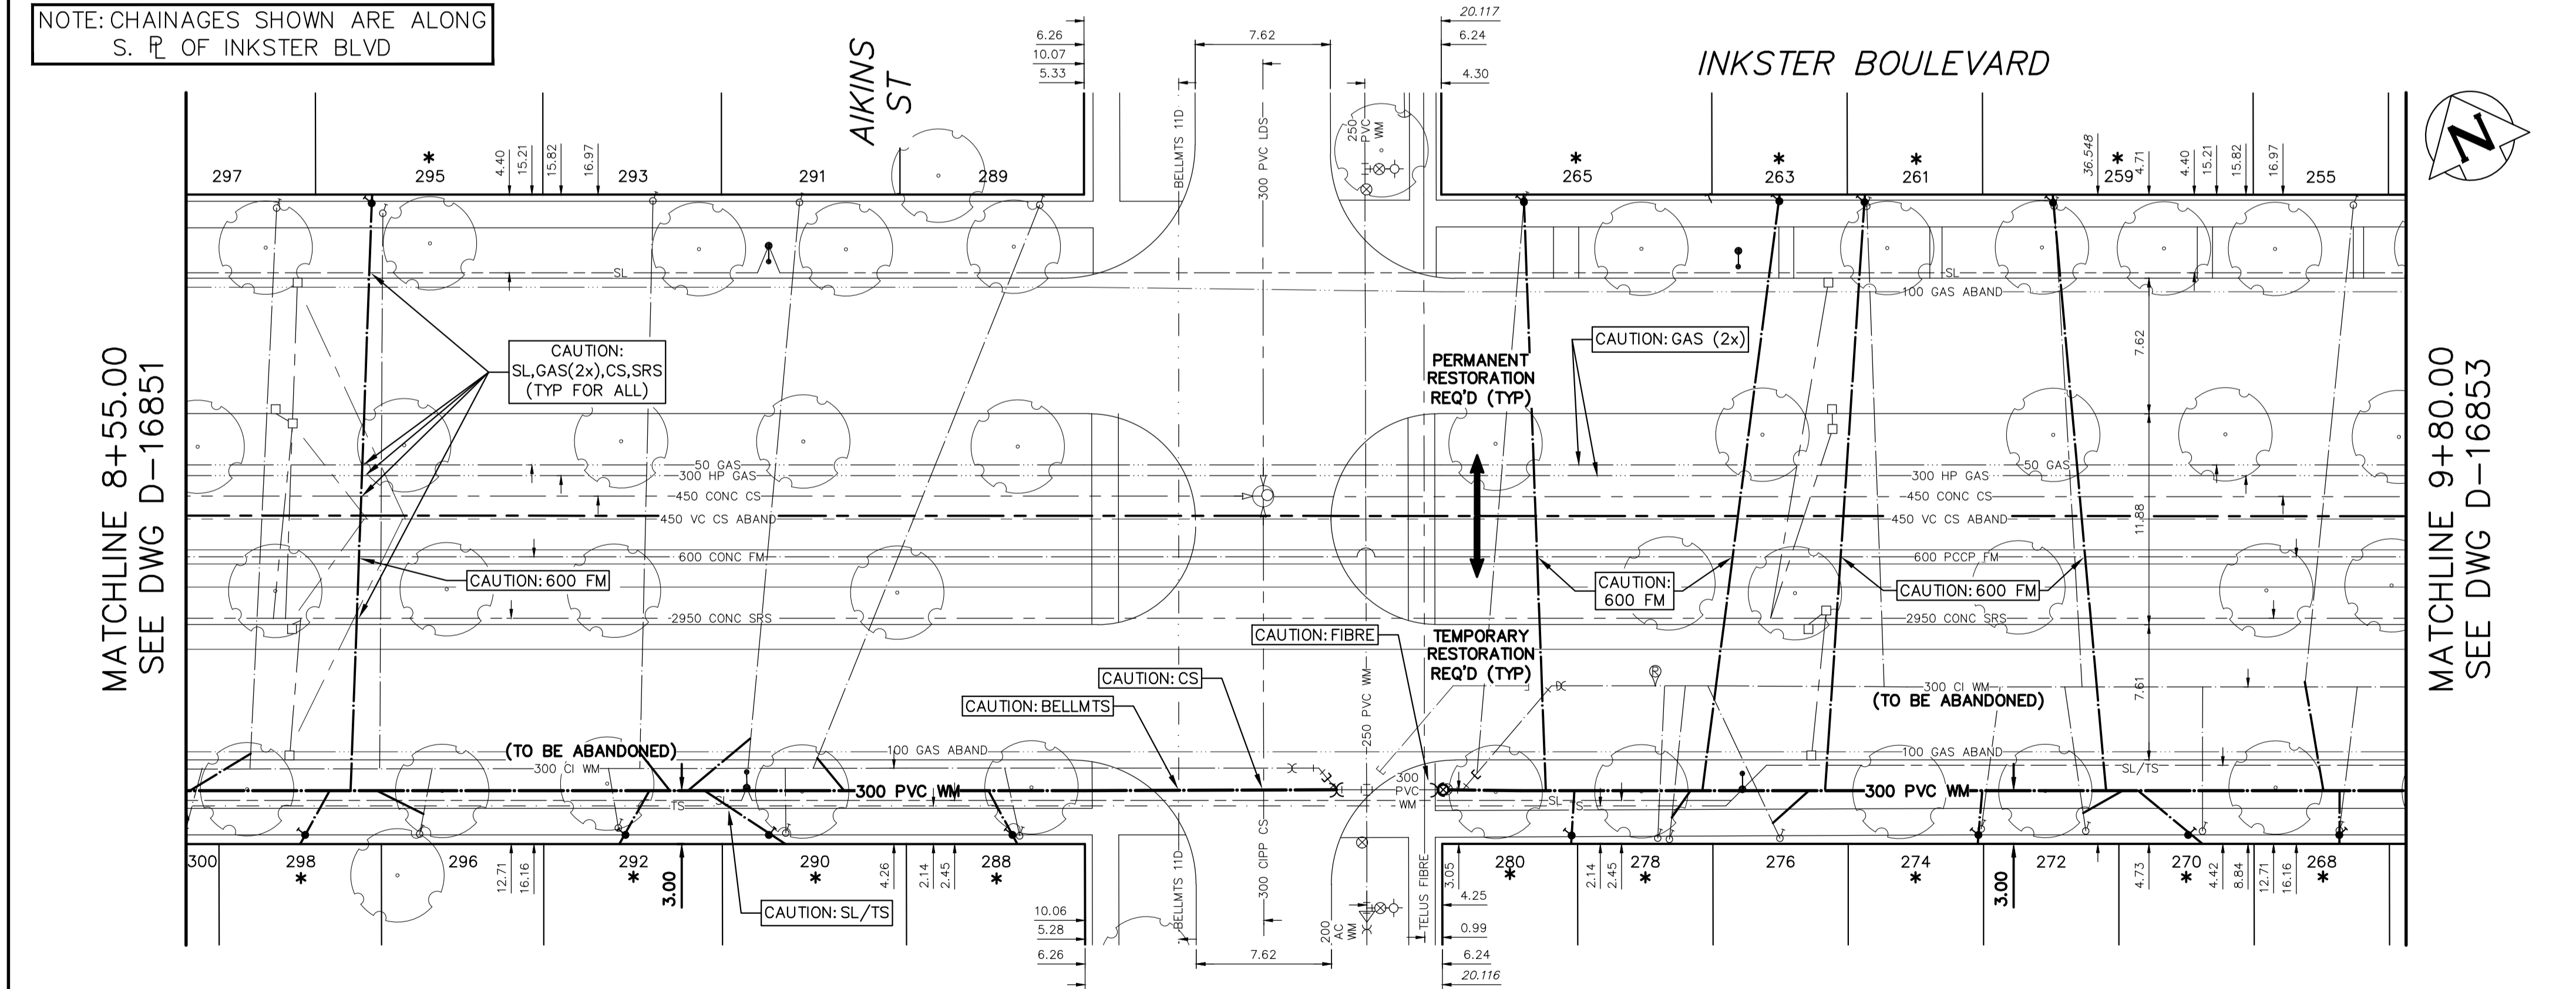 NOTE: CHAINAGES SHOWN ARE ALONG
S. ⅊ OF INKSTER BLVD
AIKINS
ST
INKSTER BOULEVARD
N
6.26
10.07
5.33
7.62
20.117
6.24
4.30
MATCHLINE 8+55.00
SEE DWG D-16851
MATCHLINE 9+80.00
SEE DWG D-16853
297
*
295
4.40
15.21
15.82
16.97
293
291
289
BELLMTS 11D
300 PVC LDS
250
PVC
WM
*
265
*
263
*
261
36.548
*
259
4.71
4.40
15.21
15.82
16.97
255
SL
SL
100 GAS ABAND
CAUTION:
SL,GAS(2x),CS,SRS
(TYP FOR ALL)
CAUTION: GAS (2x)
7.62
PERMANENT
RESTORATION
REQ'D (TYP)
50 GAS
300 HP GAS
450 CONC CS
450 VC CS ABAND
600 CONC FM
2950 CONC SRS
50 GAS
300 HP GAS
450 CONC CS
450 VC CS ABAND
11.88
600 PCCP FM
2950 CONC SRS
CAUTION: 600 FM
CAUTION:
600 FM
CAUTION: 600 FM
CAUTION: FIBRE
TEMPORARY
RESTORATION
REQ'D (TYP)
CAUTION: CS
CAUTION: BELLMTS
250 PVC WM
R
300 CI WM
(TO BE ABANDONED)
7.61
(TO BE ABANDONED)
300 CI WM
100 GAS ABAND
100 GAS ABAND
SL/TS
300 PVC WM
300
PVC
WM
300 PVC WM
SL
TS
SL
TS
300
298
*
296
12.71
16.16
292
*
3.00
290
*
4.26
2.14
2.45
288
*
CAUTION: SL/TS
BELLMTS 11D
300 CIPP CS
200
AC
WM
TELUS FIBRE
3.05
280
*
2.14
2.45
278
*
276
274
*
3.00
272
4.73
270
*
4.42
8.84
12.71
16.16
268
*
10.06
5.28
6.26
7.62
4.25
0.99
6.24
20.116